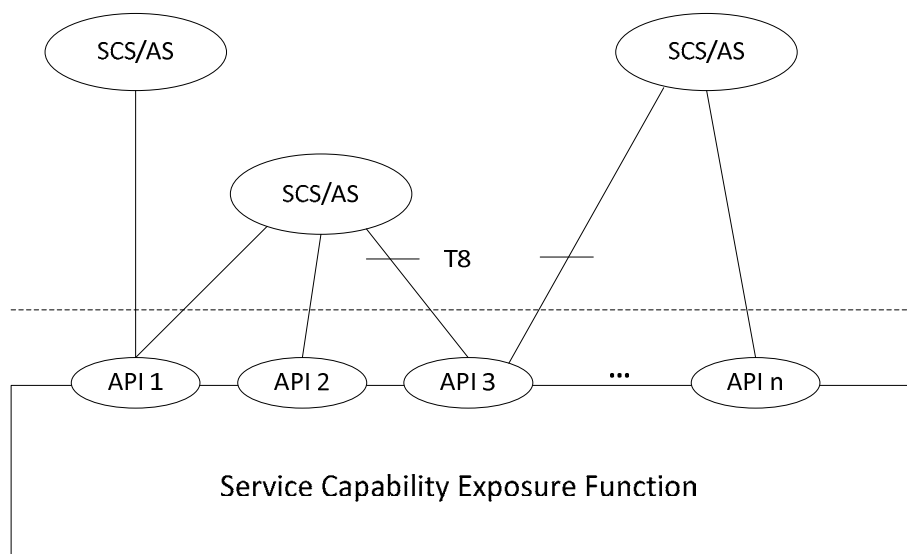 SCS/AS
SCS/AS
SCS/AS
T8
API 1
API 2
API 3
...
API n
Service Capability Exposure Function